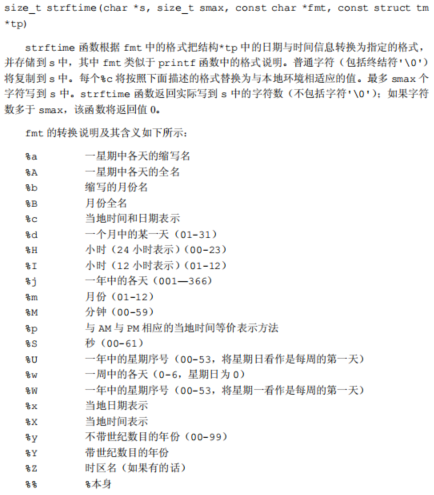 size_t strftime(char *s, size_t smax, const char *fmt, const struct tm
*tp)
strftime 函数根据 fmt 中的格式把结构*tp 中的日期与时间信息转换为指定的格式，
并存储到 s 中，其中 fmt 类似于 printf 函数中的格式说明。普通字符（包括终结符'\0'）
将复制到 s 中。每个%c 将按照下面描述的格式替换为与本地环境相适应的值。最多 smax 个
字符写到 s 中。strftime 函数返回实际写到 s 中的字符数（不包括字符'\0'）；如果字
符数多于 smax，该函数将返回值 0。
fmt 的转换说明及其含义如下所示：
%a 一星期中各天的缩写名
%A 一星期中各天的全名
%b 缩写的月份名
%B 月份全名
%c 当地时间和日期表示
%d 一个月中的某一天（01-31）
%H 小时（24 小时表示）（00-23）
%I 小时（12 小时表示）（01-12）
%j 一年中的各天（001—366）
%m 月份（01-12）
%M 分钟（00-59）
%p 与 AM 与 PM 相应的当地时间等价表示方法
%S 秒（00-61）
%U 一年中的星期序号（00-53，将星期日看作是每周的第一天）
%w 一周中的各天（0-6，星期日为 0）
%W 一年中的星期序号（00-53，将星期一看作是每周的第一天）
%x 当地日期表示
%X 当地时间表示
%y 不带世纪数目的年份（00-99）
%Y 带世纪数目的年份
%Z 时区名（如果有的话）
%% %本身